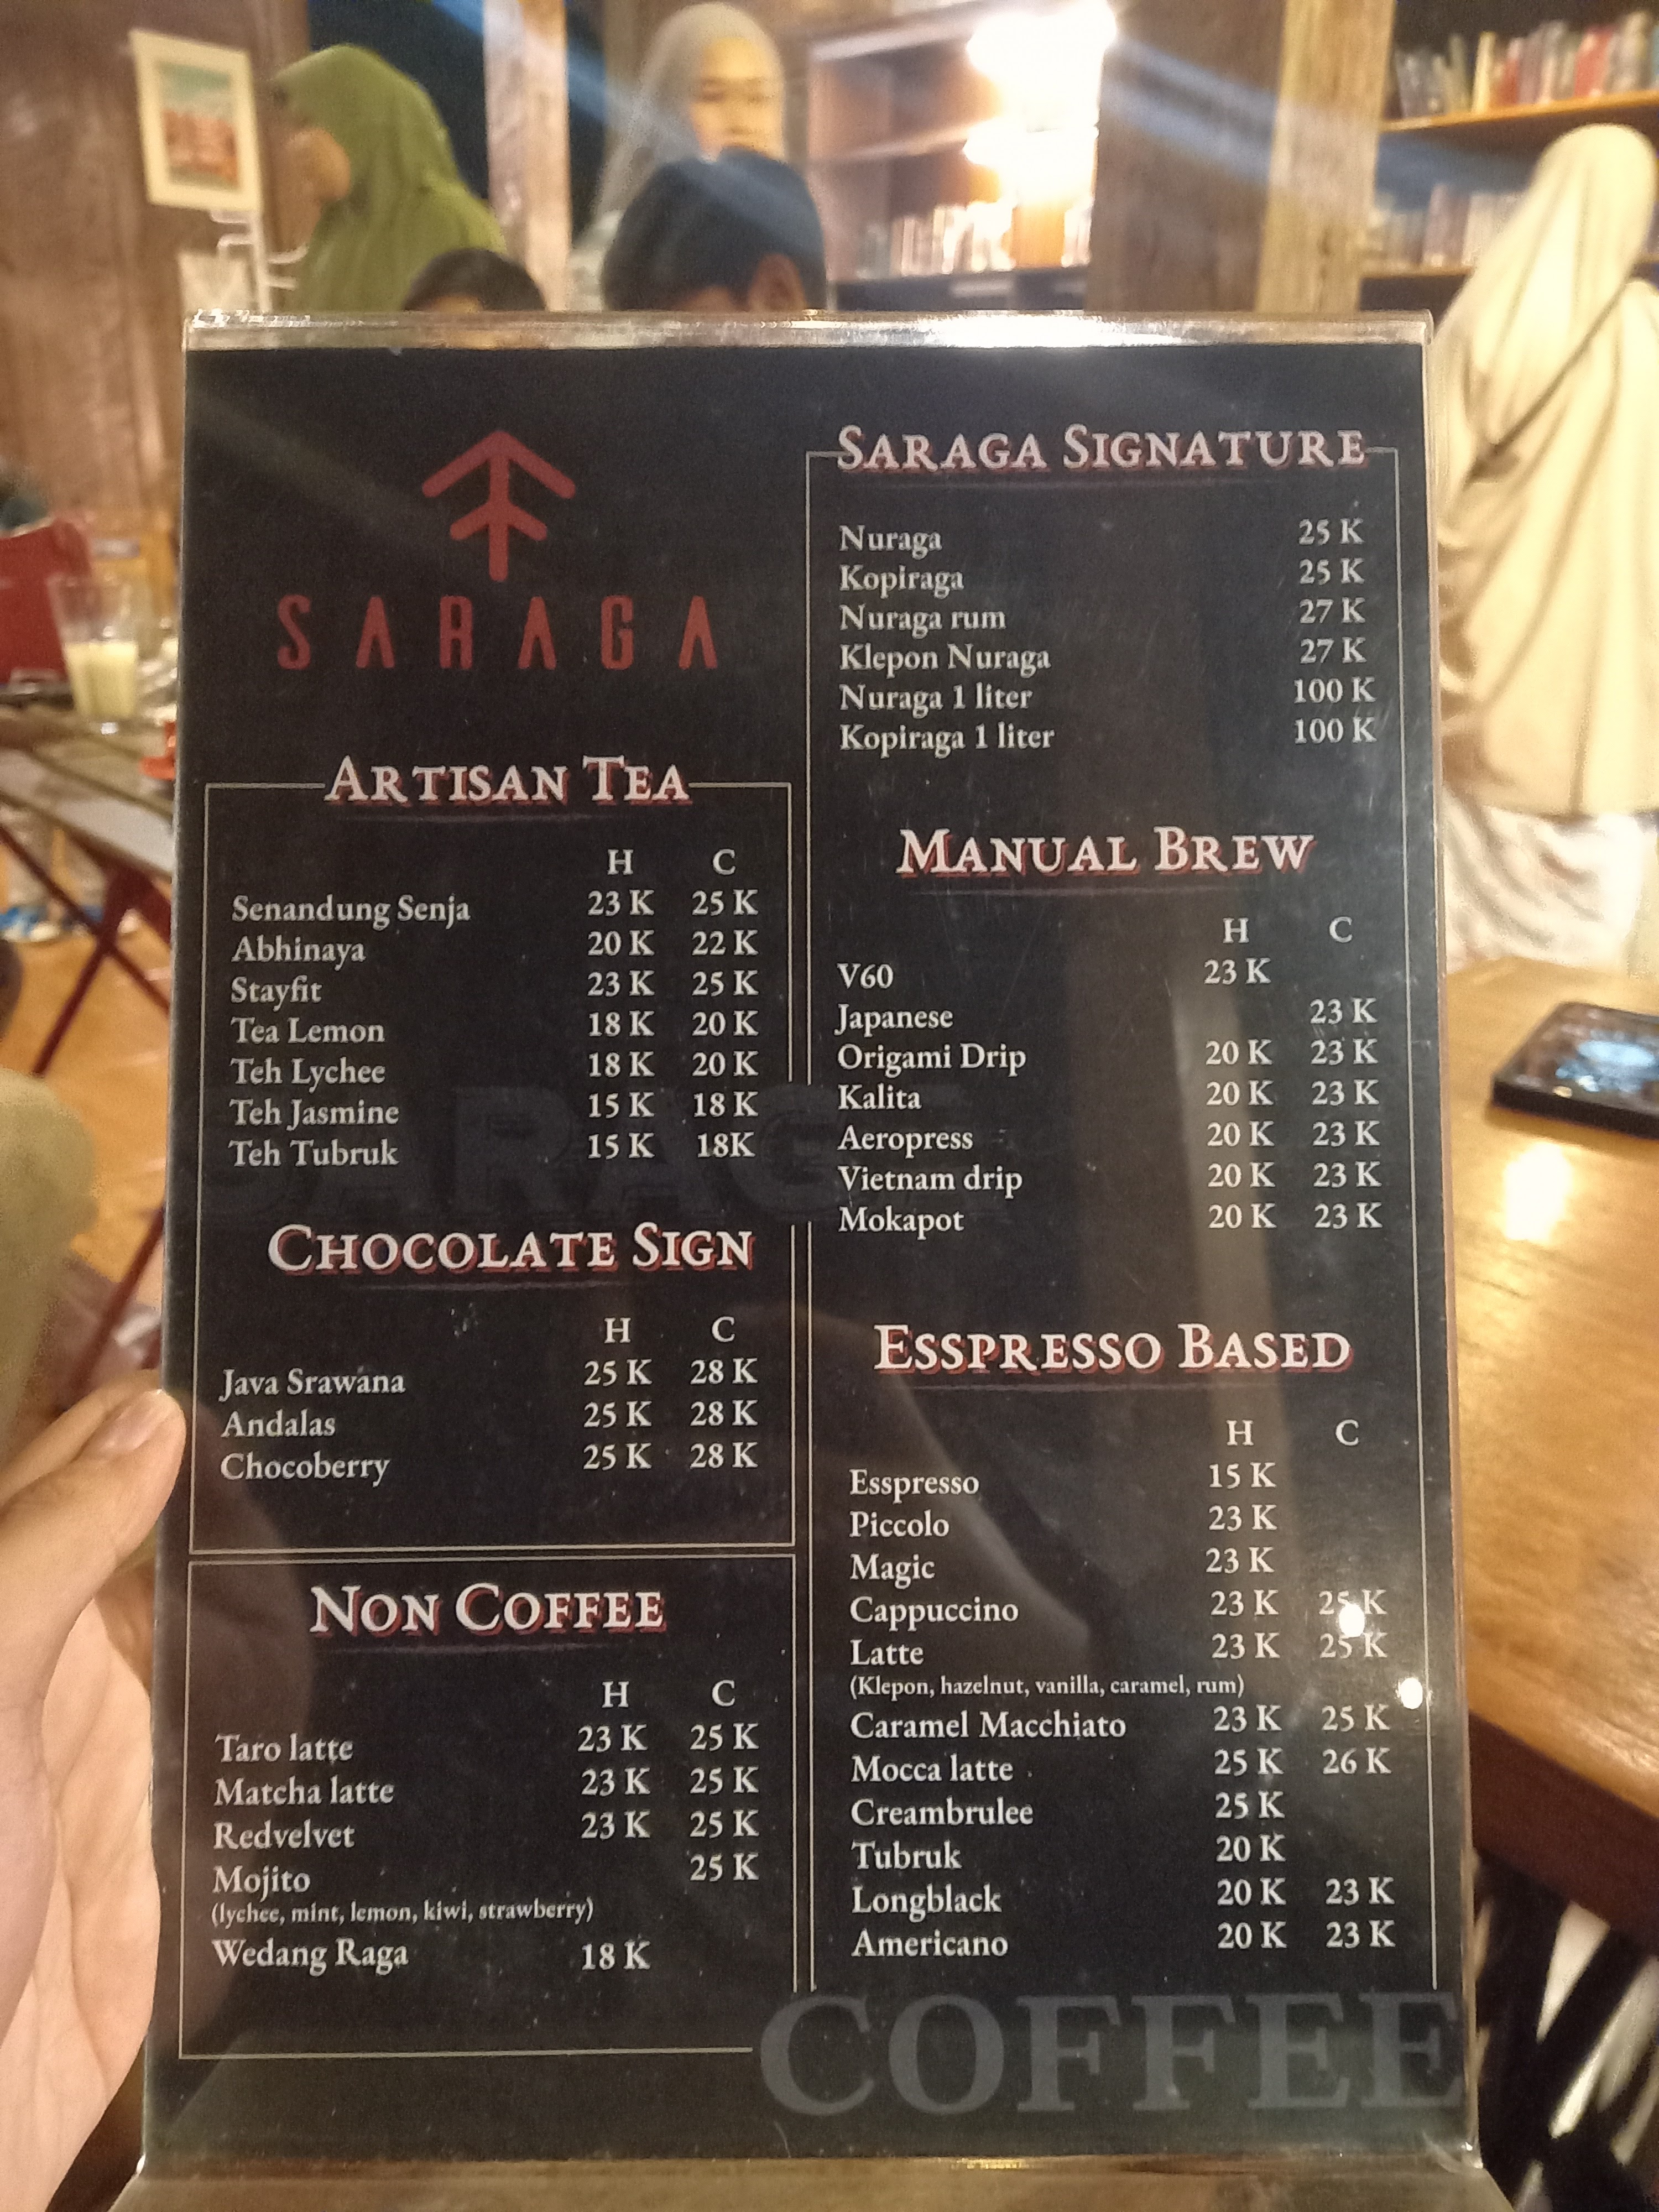 SARAGA
ARTISAN TEA
H C
Senandung Senja 23 K 25 K
Abhinaya 20 K 22 K
Stayfit 23 K 25 K
Tea Lemon 18 K 20 K
Teh Lychee 18 K 20 K
Teh Jasmine 15 K 18 K
Teh Tubruk 15 K 18K
CHOCOLATE SIGN
H C
Java Srawana 25 K 28 K
Andalas 25 K 28 K
Chocoberry 25 K 28 K
NON COFFEE
H C
Taro latte 23 K 25 K
Matcha latte 23 K 25 K
Redvelvet 23 K 25 K
Mojito 25 K
(lychee, mint, lemon, kiwi, strawberry)
Wedang Raga 18 K
SARAGA SIGNATURE
Nuraga 25 K
Kopiraga 25 K
Nuraga rum 27 K
Klepon Nuraga 27 K
Nuraga 1 liter 100 K
Kopiraga 1 liter 100 K
MANUAL BREW
H C
V60 23 K
Japanese 23 K
Origami Drip 20 K 23 K
Kalita 20 K 23 K
Aeropress 20 K 23 K
Vietnam drip 20 K 23 K
Mokapot 20 K 23 K
ESSPRESSO BASED
H C
Esspresso 15 K
Piccolo 23 K
Magic 23 K
Cappuccino 23 K 25 K
Latte 23 K 25 K
(Klepon, hazelnut, vanilla, caramel, rum)
Caramel Macchiato 23 K 25 K
Mocca latte 25 K 26 K
Creambrulee 25 K
Tubruk 20 K
Longblack 20 K 23 K
Americano 20 K 23 K
COFFEE